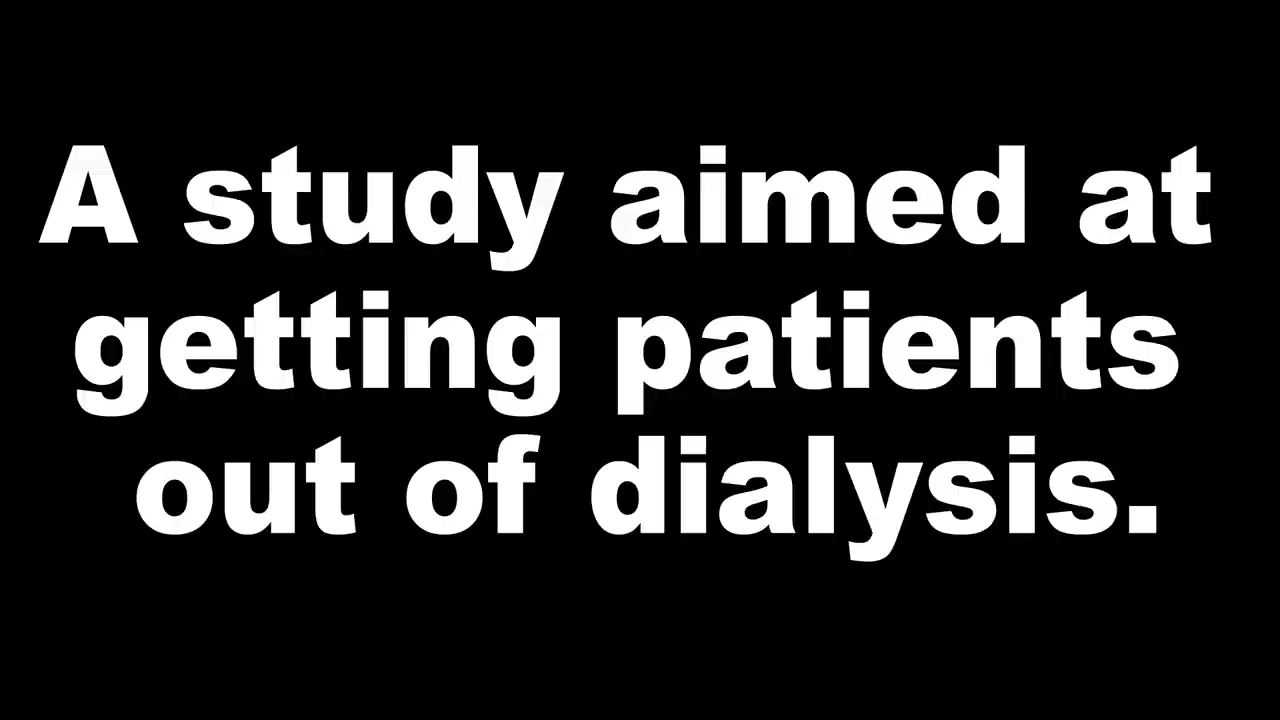 A study aimed at
getting patients
out of dialysis.